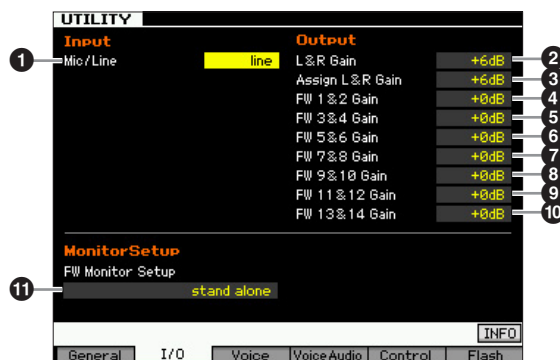 UTILITY
Input Output
1 Mic/Line line L&R Gain +6dB 2
Assign L&R Gain +6dB 3
FW 1&2 Gain +0dB 4
FW 3&4 Gain +0dB 5
FW 5&6 Gain +0dB 6
FW 7&8 Gain +0dB 7
FW 9&10 Gain +0dB 8
FW 11&12 Gain +0dB 9
FW 13&14 Gain +0dB 10
MonitorSetup
FW Monitor Setup
11 stand alone
INFO
General I/O Voice VoiceAudio Control Flash